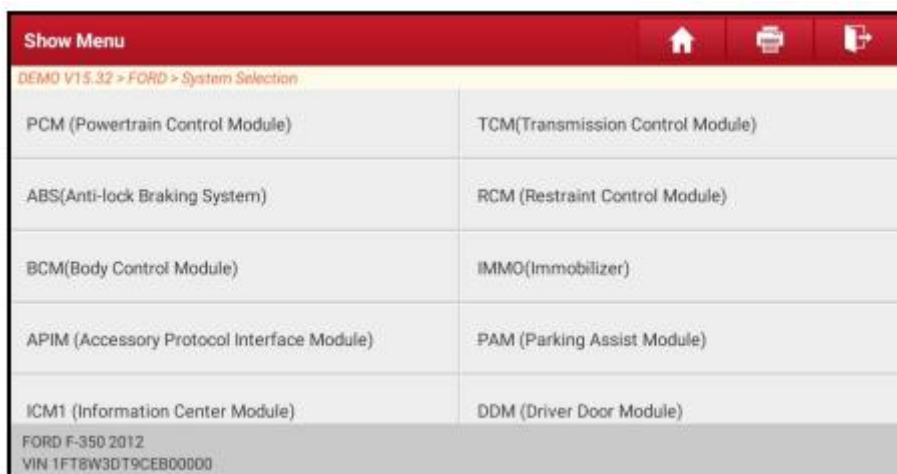 Show Menu
DEMO V15.32 > FORD > System Selection
PCM (Powertrain Control Module)
TCM(Transmission Control Module)
ABS(Anti-lock Braking System)
RCM (Restraint Control Module)
BCM(Body Control Module)
IMMO(Immobilizer)
APIM (Accessory Protocol Interface Module)
PAM (Parking Assist Module)
ICM1 (Information Center Module)
DDM (Driver Door Module)
FORD F-350 2012
VIN 1FT8W3DT9CEB00000